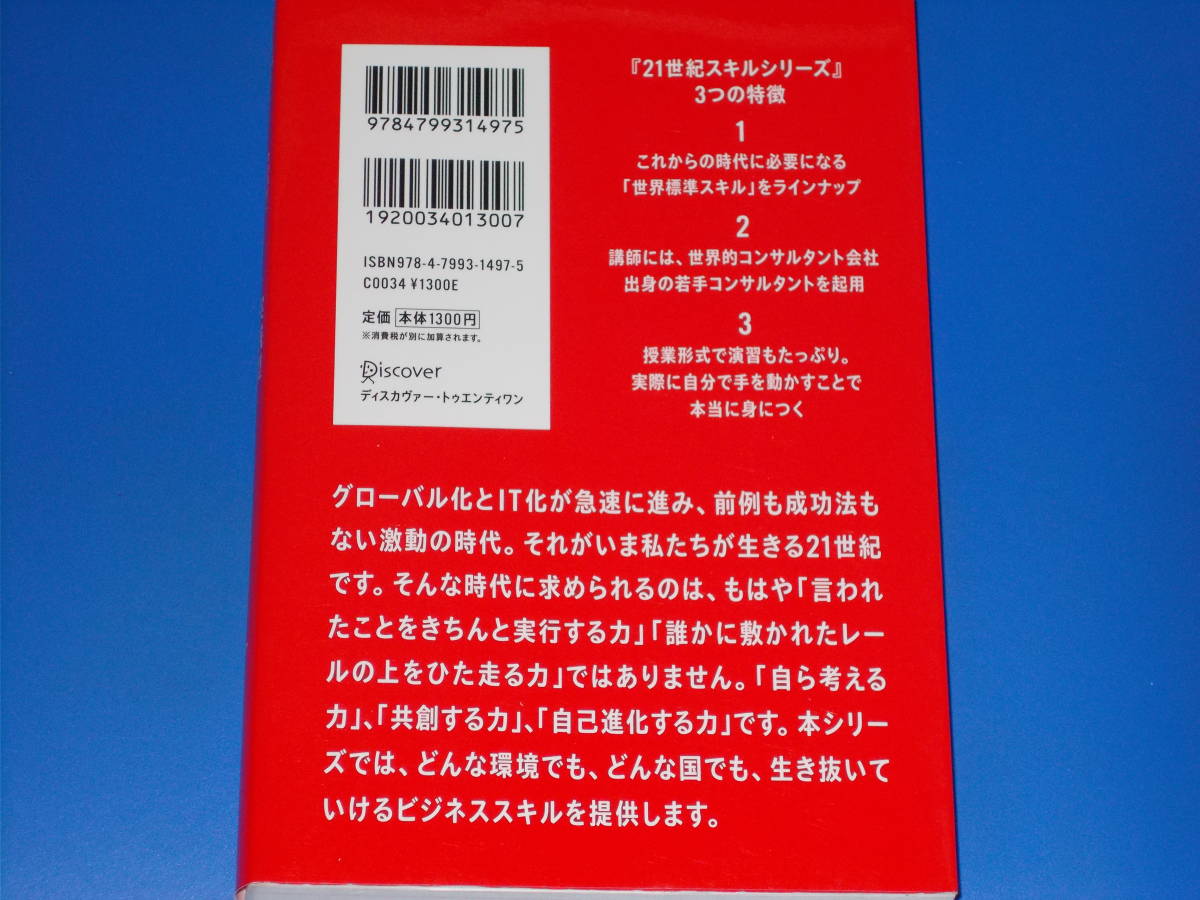 9784799314975
1920034013007
ISBN978-4-7993-1497-5
C0034 ¥1300E
定価 本体1300円
※消費税が別に加算されます。
Discover
ディスカヴァー・トゥエンティワン
『21世紀スキルシリーズ』
3つの特徴
1
これからの時代に必要になる
「世界標準スキル」をラインナップ
2
講師には、世界的コンサルタント会社
出身の若手コンサルタントを起用
3
授業形式で演習もたっぷり。
実際に自分で手を動かすことで
本当に身につく
グローバル化とIT化が急速に進み、前例も成功法も
ない激動の時代。それがいま私たちが生きる21世紀
です。そんな時代に求められるのは、もはや「言われ
たことをきちんと実行する力」「誰かに敷かれたレー
ルの上をひた走る力」ではありません。「自ら考える
力」、「共創する力」、「自己進化する力」です。本シリー
ズでは、どんな環境でも、どんな国でも、生き抜いて
いけるビジネススキルを提供します。